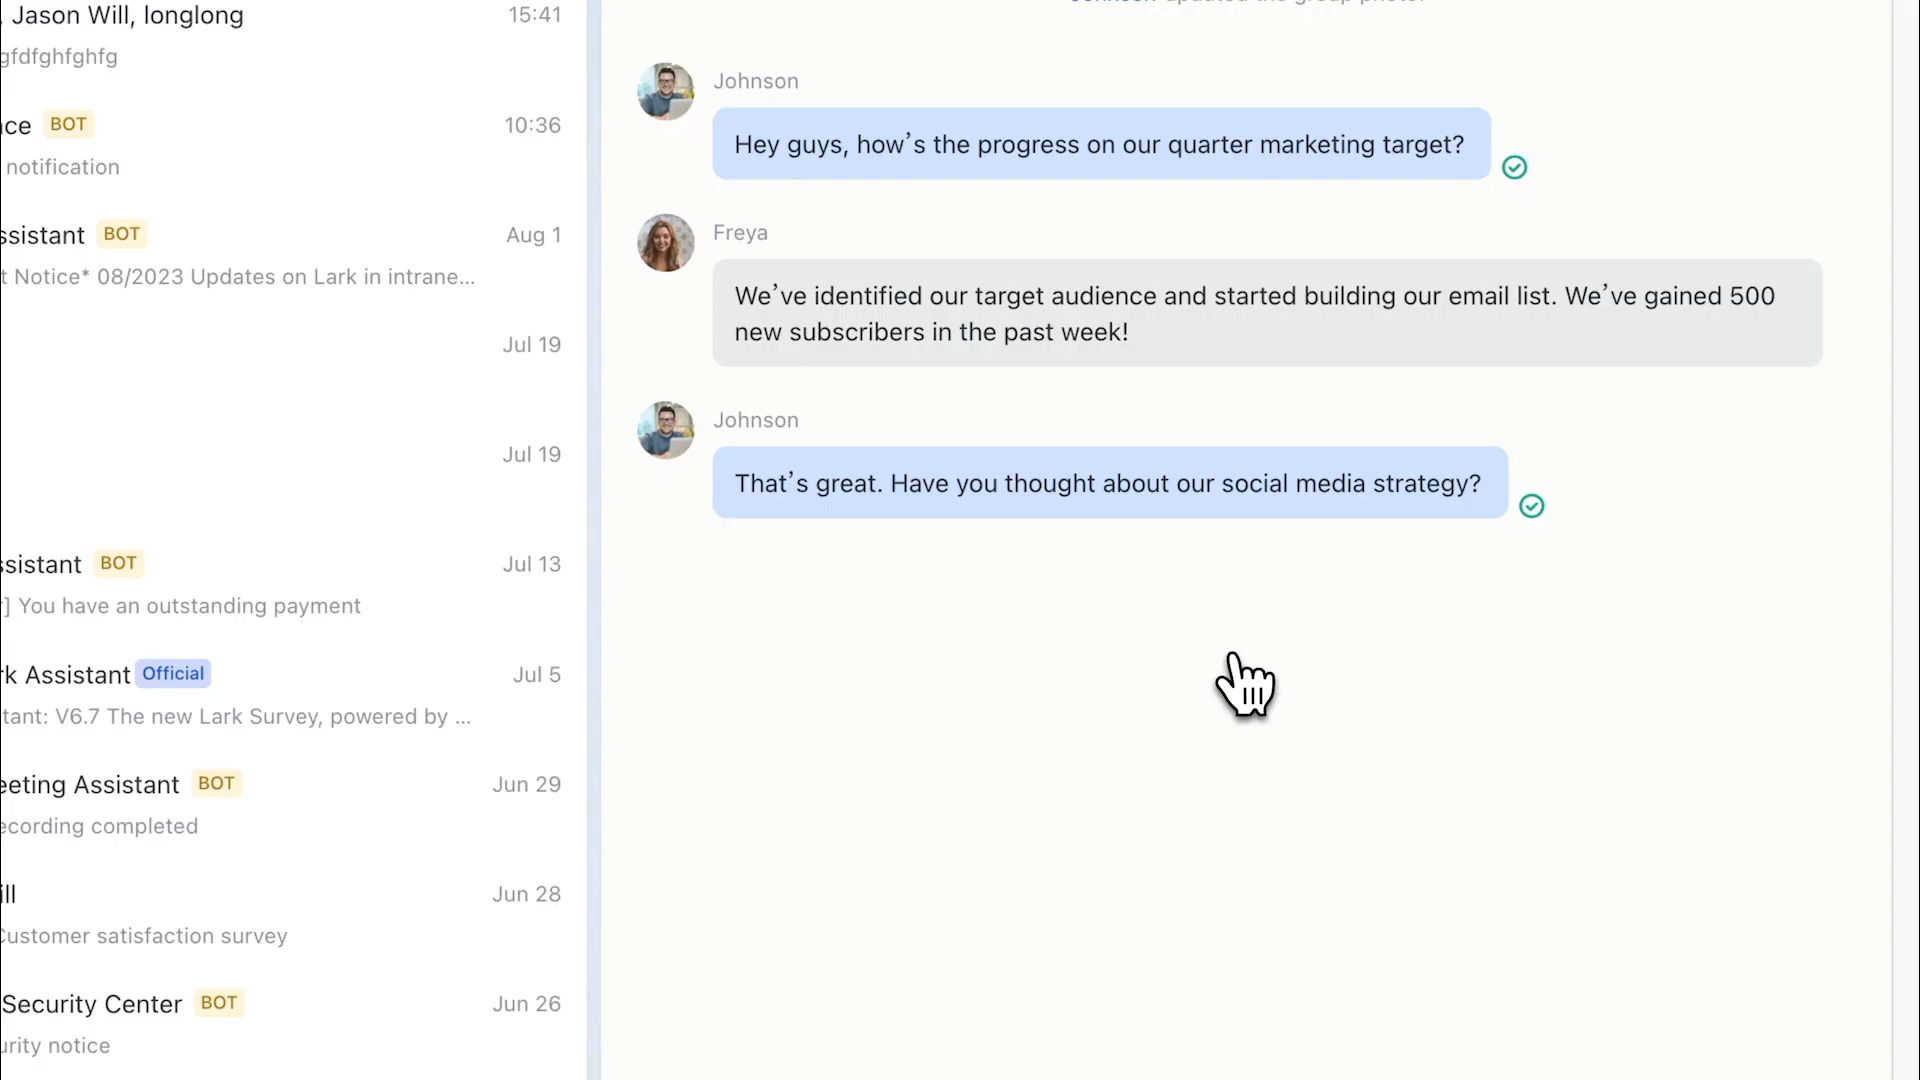 , Jason Will, longlong
15:41
gfdfghfghfg
BOT
10:36
notification
BOT
Aug 1
t Notice* 08/2023 Updates on Lark in intrane...
Jul 19
Jul 19
BOT
Jul 13
] You have an outstanding payment
Assistant Official
Jul 5
tant: V6.7 The new Lark Survey, powered by ...
eeting Assistant BOT
Jun 29
ecording completed
ill
Jun 28
Customer satisfaction survey
Security Center BOT
Jun 26
urity notice
Johnson
Hey guys, how’s the progress on our quarter marketing target?
Freya
We’ve identified our target audience and started building our email list. We’ve gained 500
new subscribers in the past week!
Johnson
That’s great. Have you thought about our social media strategy?